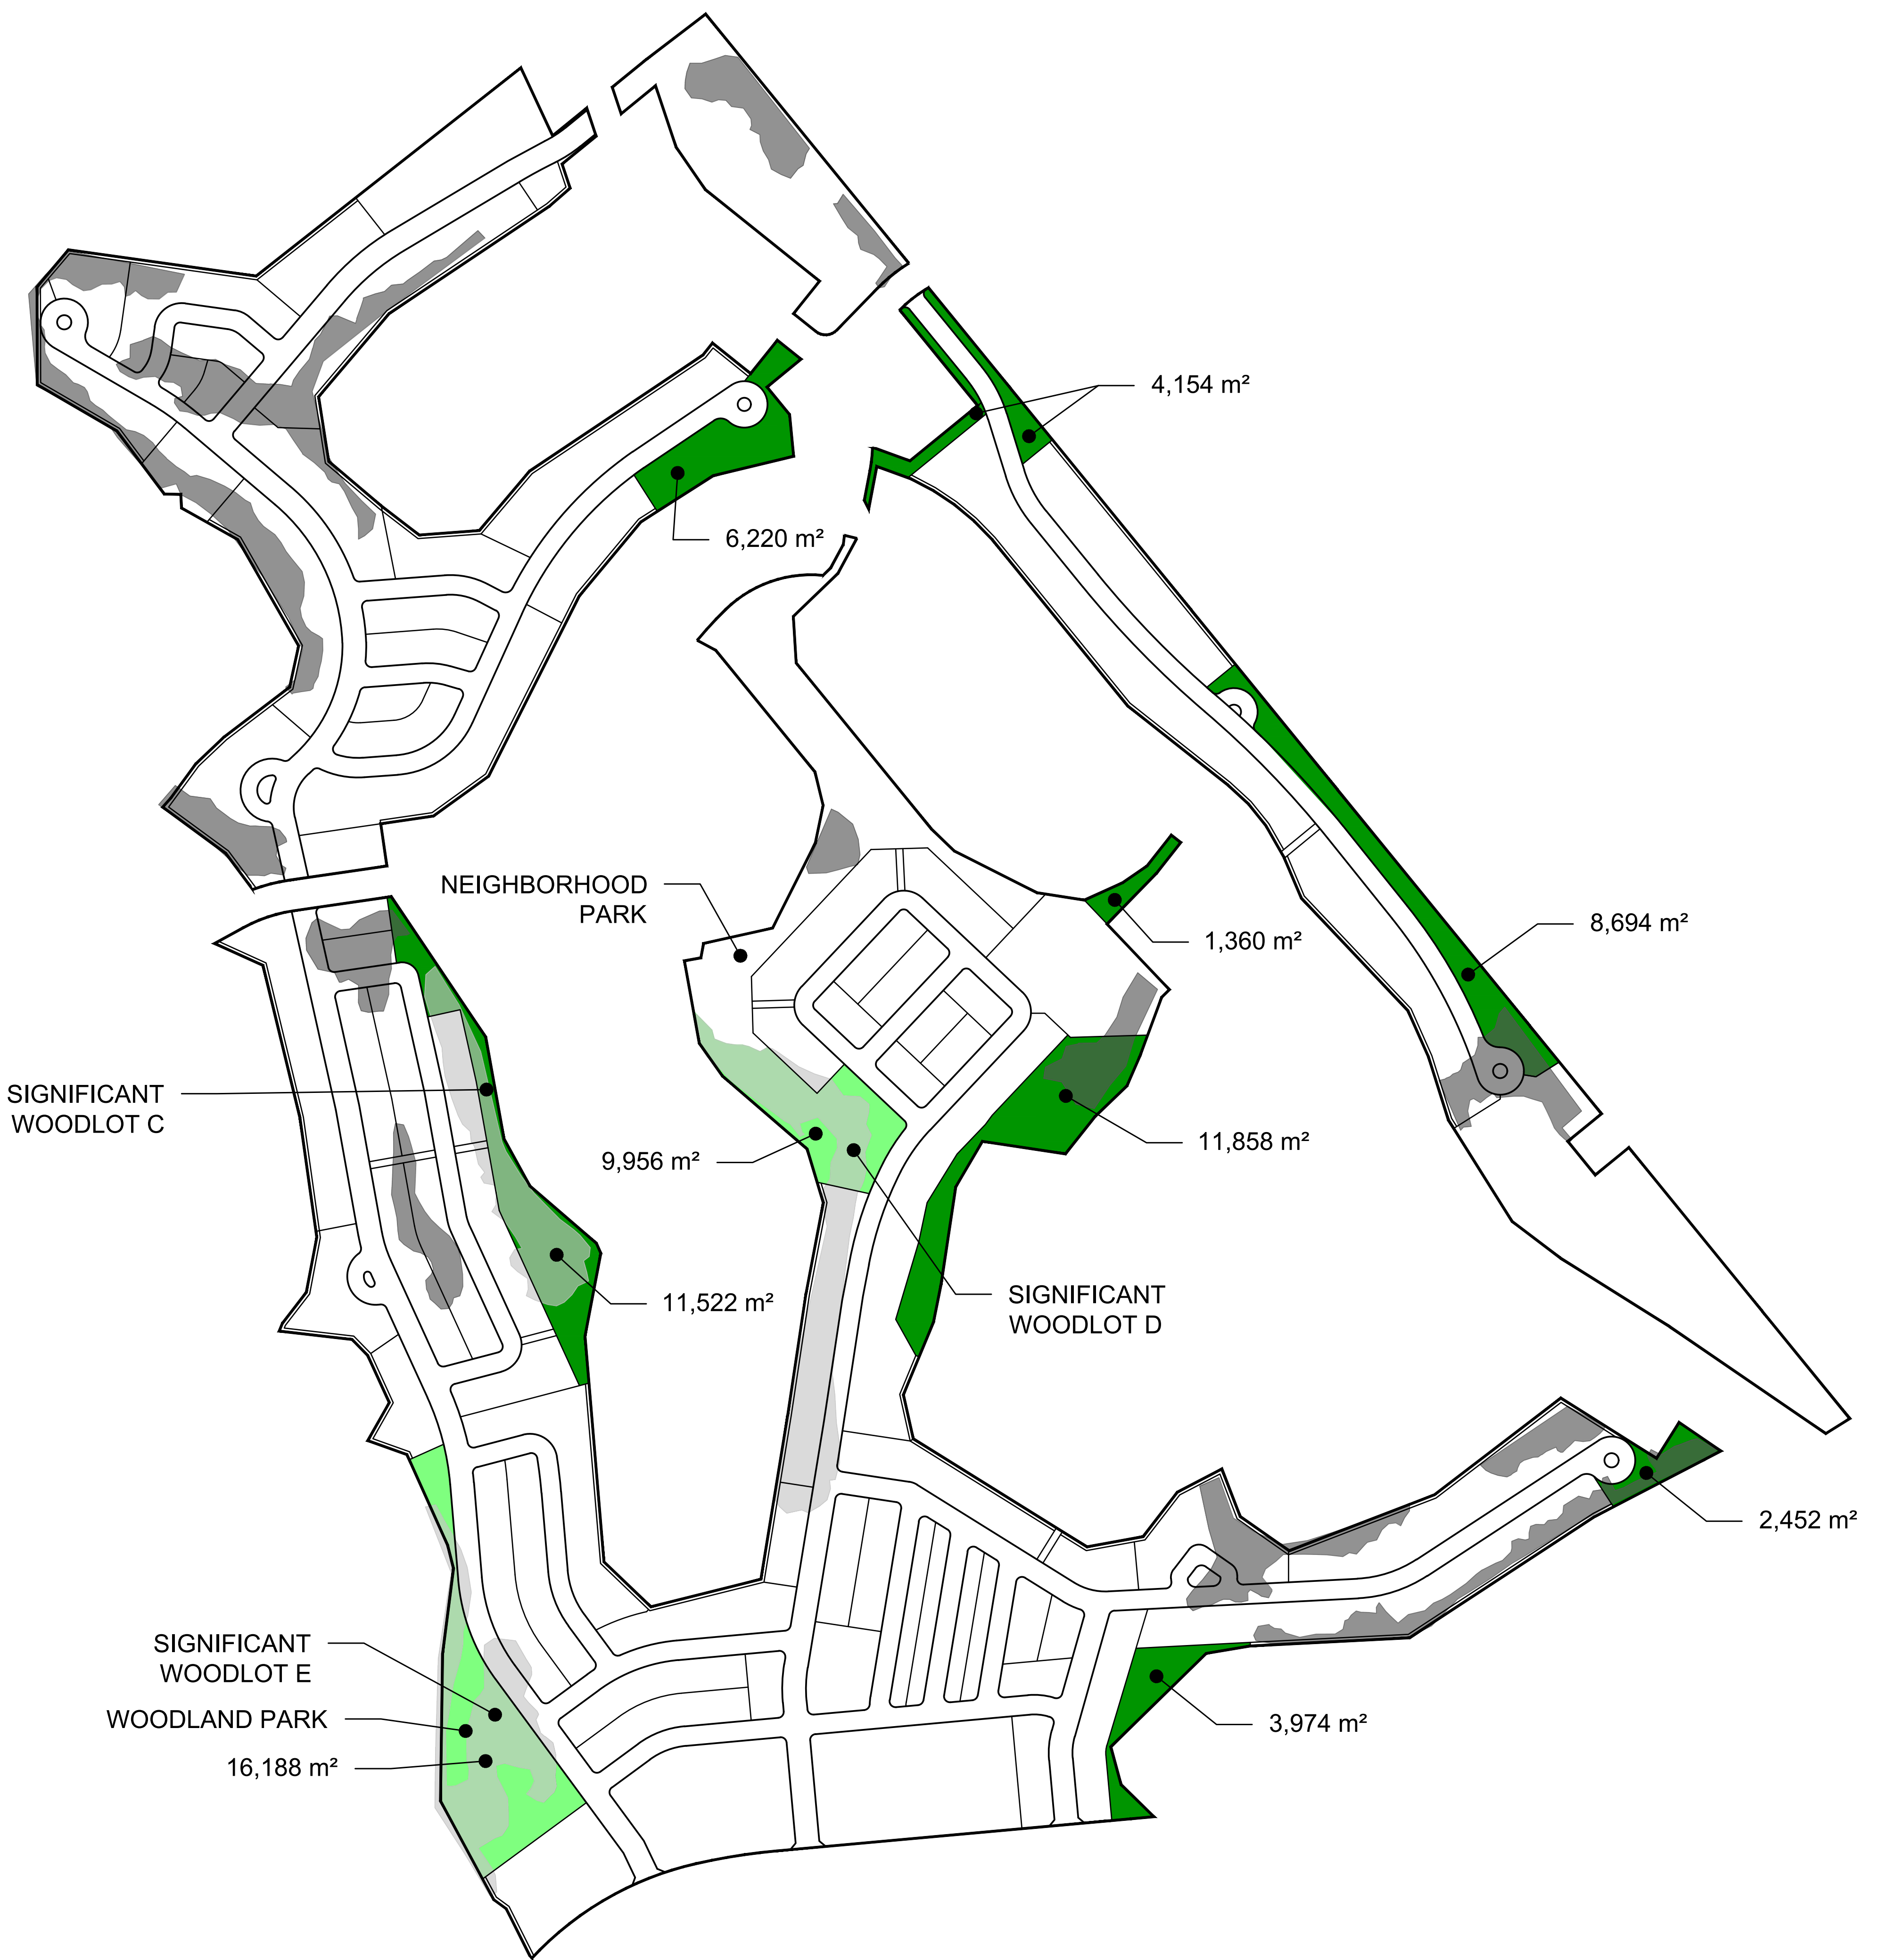 4,154 m²
6,220 m²
NEIGHBORHOOD
PARK
8,694 m²
1,360 m²
SIGNIFICANT
WOODLOT C
11,858 m²
9,956 m²
11,522 m²
SIGNIFICANT
WOODLOT D
2,452 m²
SIGNIFICANT
WOODLOT E
WOODLAND PARK
3,974 m²
16,188 m²